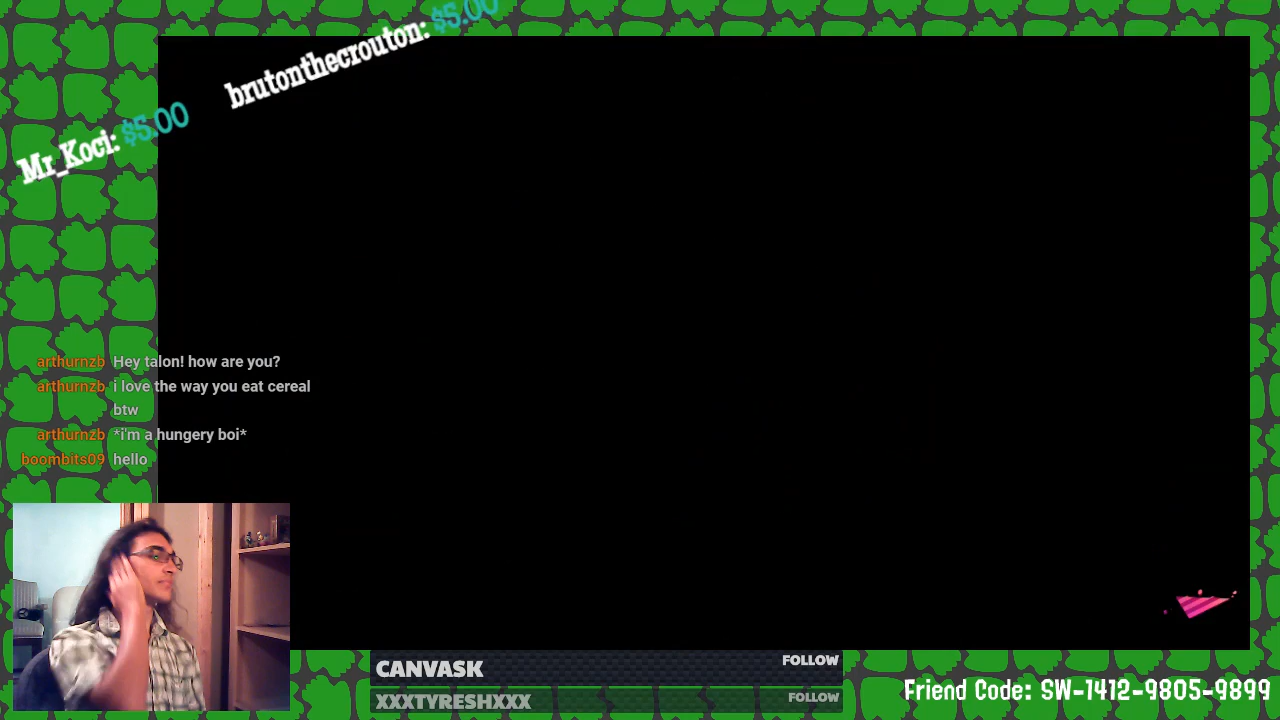 brutonthecrouton: $5.00
Mr_Koci: $5.00
arthurnzb Hey talon! how are you?
arthurnzb i love the way you eat cereal
btw
arthurnzb *i'm a hungery boi*
boombits09 hello
CANVASK FOLLOW
XXXTYRESHXXX FOLLOW
Friend Code: SW-1412-9805-9899